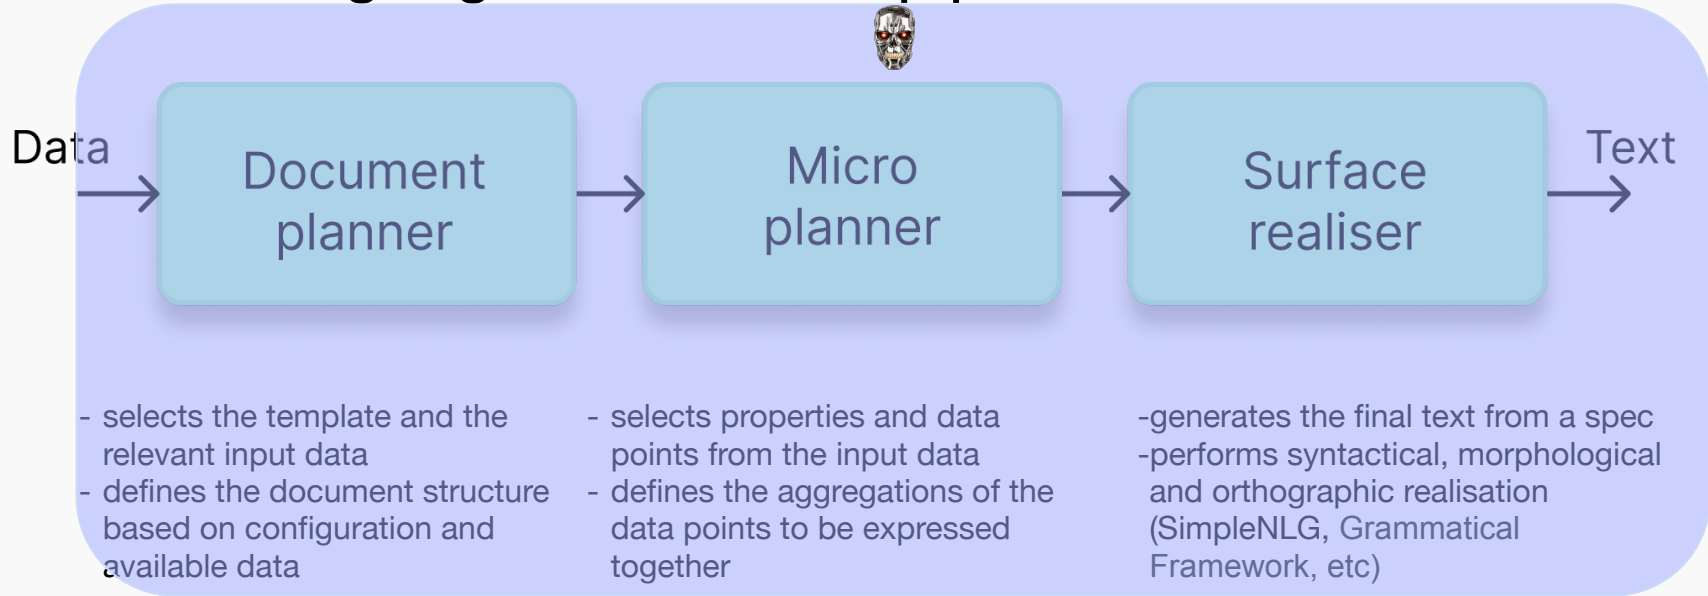 Data
Document
planner
Micro
planner
Surface
realiser
Text
- selects the template and the
relevant input data
- defines the document structure
based on configuration and
available data
- selects properties and data
points from the input data
- defines the aggregations of the
data points to be expressed
together
-generates the final text from a spec
-performs syntactical, morphological
and orthographic realisation
(SimpleNLG, Grammatical
Framework, etc)